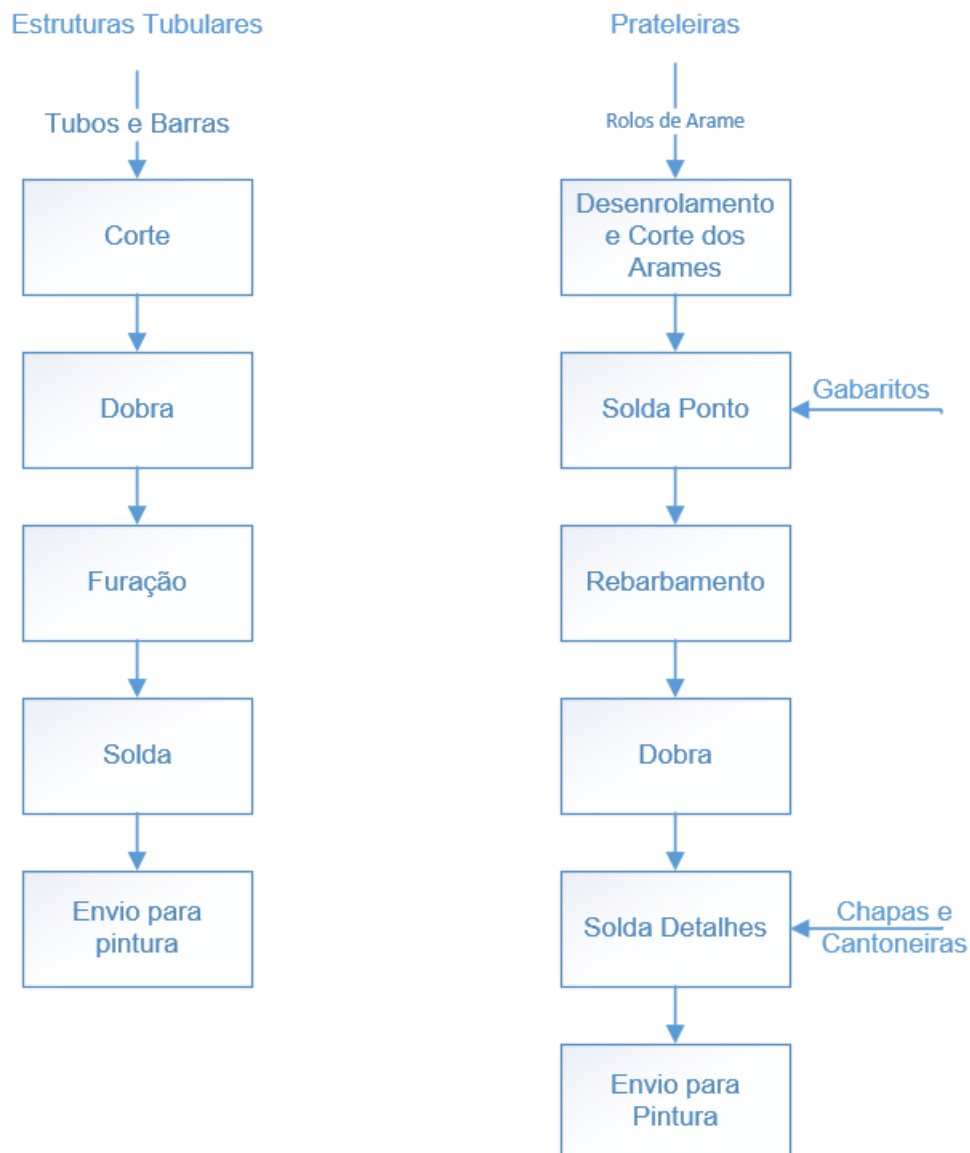 Estruturas Tubulares
Tubos e Barras
Corte
Dobra
Furação
Solda
Envio para
pintura
Prateleiras
Rolos de Arame
Desenrolamento
e Corte dos
Arames
Solda Ponto
Gabaritos
Rebarbamento
Dobra
Solda Detalhes
Chapas e
Cantoneiras
Envio para
Pintura